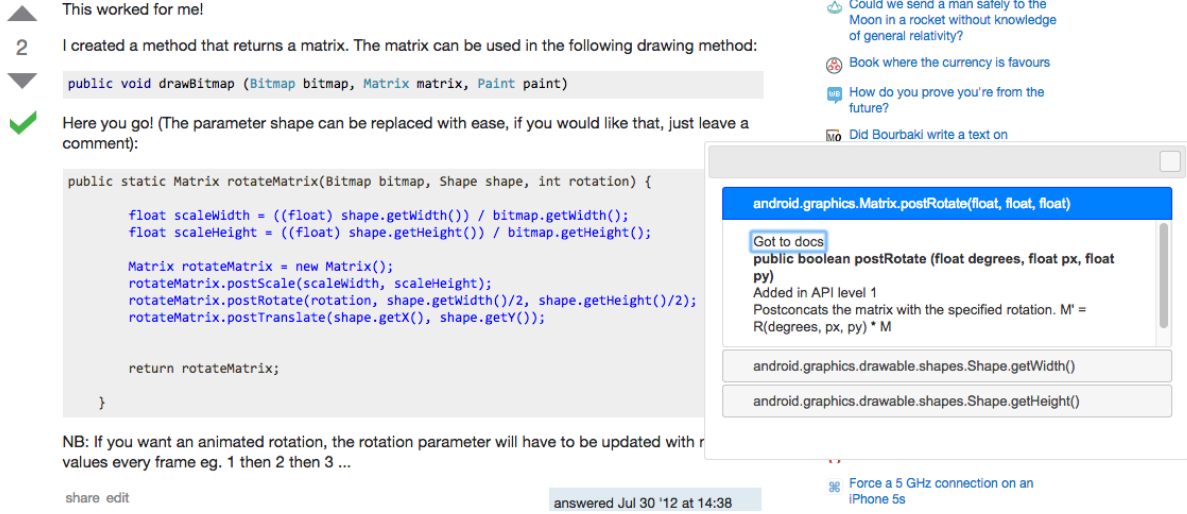 This worked for me!
2
I created a method that returns a matrix. The matrix can be used in the following drawing method:
public void drawBitmap (Bitmap bitmap, Matrix matrix, Paint paint)
Here you go! (The parameter shape can be replaced with ease, if you would like that, just leave a
comment):
public static Matrix rotateMatrix(Bitmap bitmap, Shape shape, int rotation) {
float scaleWidth = ((float) shape.getWidth()) / bitmap.getWidth();
float scaleHeight = ((float) shape.getHeight()) / bitmap.getHeight();
Matrix rotateMatrix = new Matrix();
rotateMatrix.postScale(scaleWidth, scaleHeight);
rotateMatrix.postRotate(rotation, shape.getWidth()/2, shape.getHeight()/2);
rotateMatrix.postTranslate(shape.getX(), shape.getY());
return rotateMatrix;
}
NB: If you want an animated rotation, the rotation parameter will have to be updated with
values every frame eg. 1 then 2 then 3 ...
share edit
answered Jul 30 '12 at 14:38
Could we send a man safely to the
Moon in a rocket without knowledge
of general relativity?
Book where the currency is favours
WB
How do you prove you're from the
future?
MO
Did Bourbaki write a text on
android.graphics.Matrix.postRotate(float, float, float)
Got to docs
public boolean postRotate (float degrees, float px, float
py)
Added in API level 1
Postconcats the matrix with the specified rotation. M' =
R(degrees, px, py) * M
android.graphics.drawable.shapes.Shape.getWidth()
android.graphics.drawable.shapes.Shape.getHeight()
Force a 5 GHz connection on an
iPhone 5s